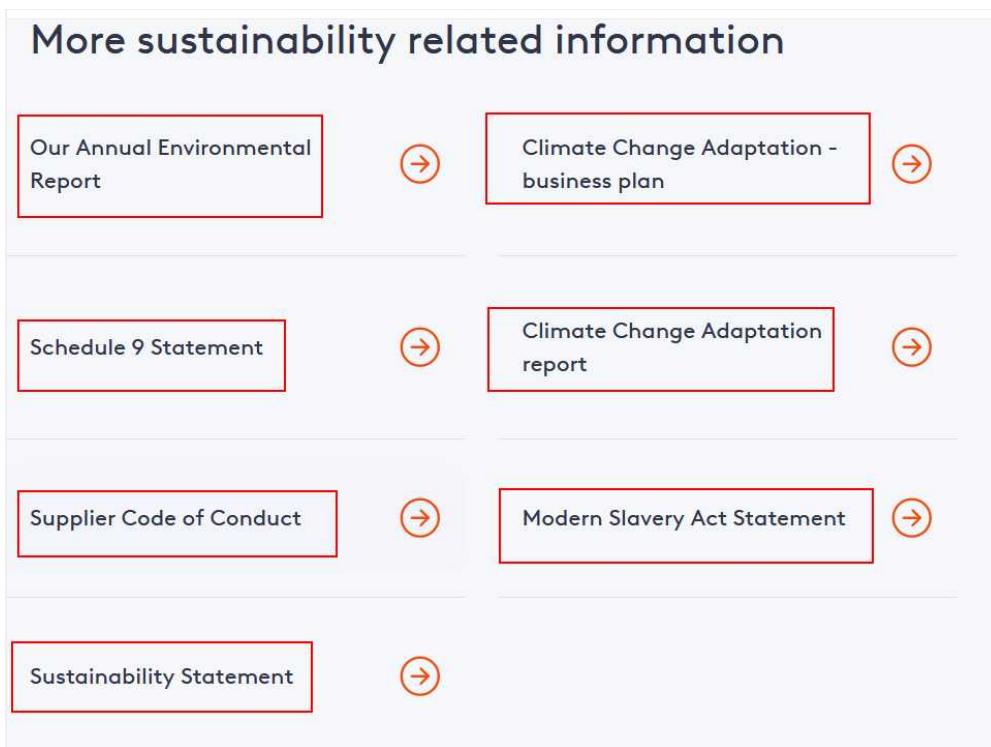 More sustainability related information
Our Annual Environmental
Report
Climate Change Adaptation -
business plan
Schedule 9 Statement
Climate Change Adaptation
report
Supplier Code of Conduct
Modern Slavery Act Statement
Sustainability Statement